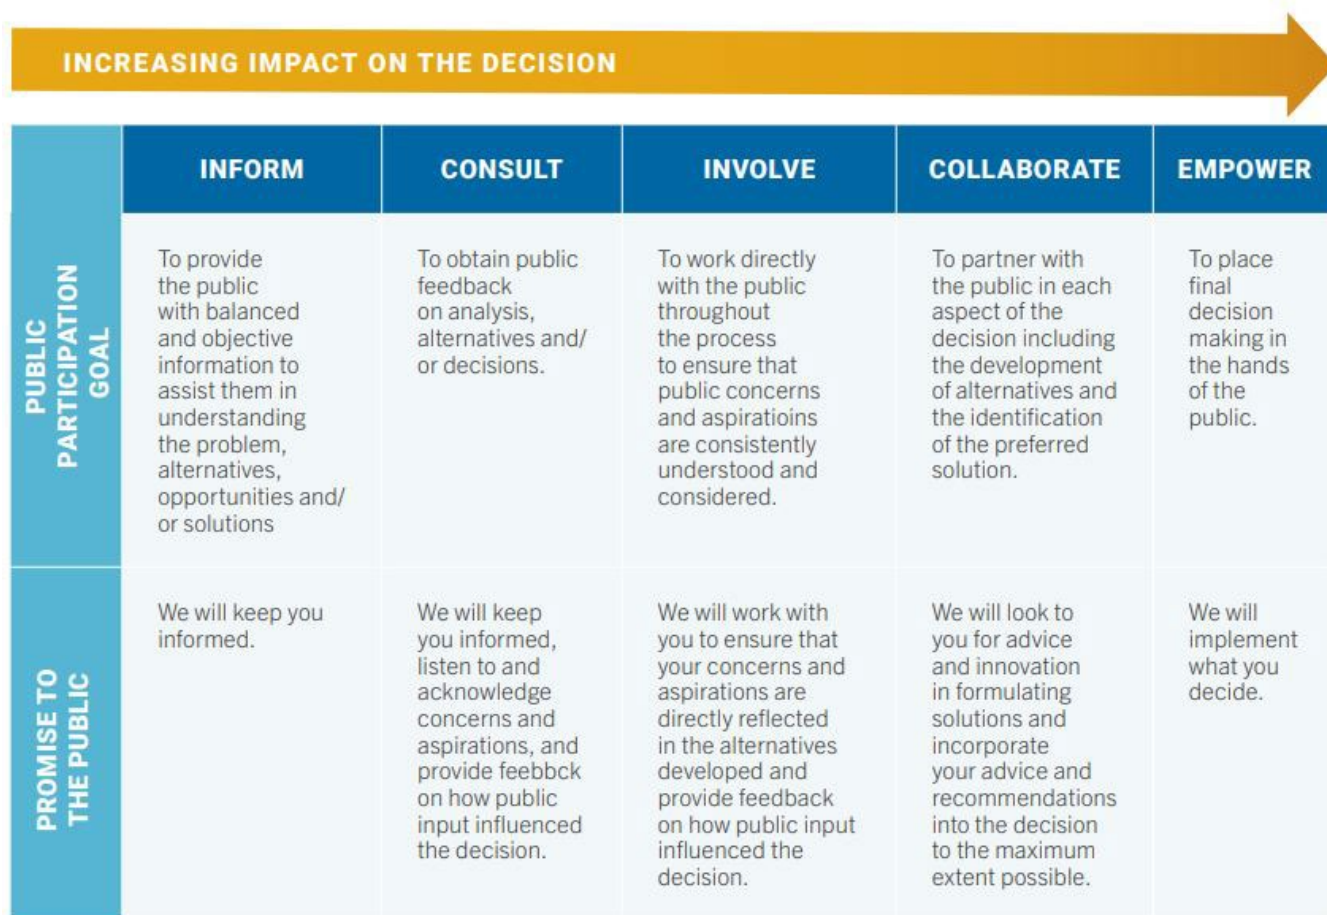 INCREASING IMPACT ON THE DECISION
INFORM
CONSULT
INVOLVE
COLLABORATE
EMPOWER
PUBLIC
PARTICIPATION
GOAL
To provide
the public
with balanced
and objective
information to
assist them in
understanding
the problem,
alternatives,
opportunities and/
or solutions
To obtain public
feedback
on analysis,
alternatives and/
or decisions.
To work directly
with the public
throughout
the process
to ensure that
public concerns
and aspiratioins
are consistently
understood and
considered.
To partner with
the public in each
aspect of the
decision including
the development
of alternatives and
the identification
of the preferred
solution.
To place
final
decision
making in
the hands
of the
public.
PROMISE TO
THE PUBLIC
We will keep you
informed.
We will keep
you informed,
listen to and
acknowledge
concerns and
aspirations, and
provide feebbck
on how public
input influenced
the decision.
We will work with
you to ensure that
your concerns and
aspirations are
directly reflected
in the alternatives
developed and
provide feedback
on how public input
influenced the
decision.
We will look to
you for advice
and innovation
in formulating
solutions and
incorporate
your advice and
recommendations
into the decision
to the maximum
extent possible.
We will
implement
what you
decide.